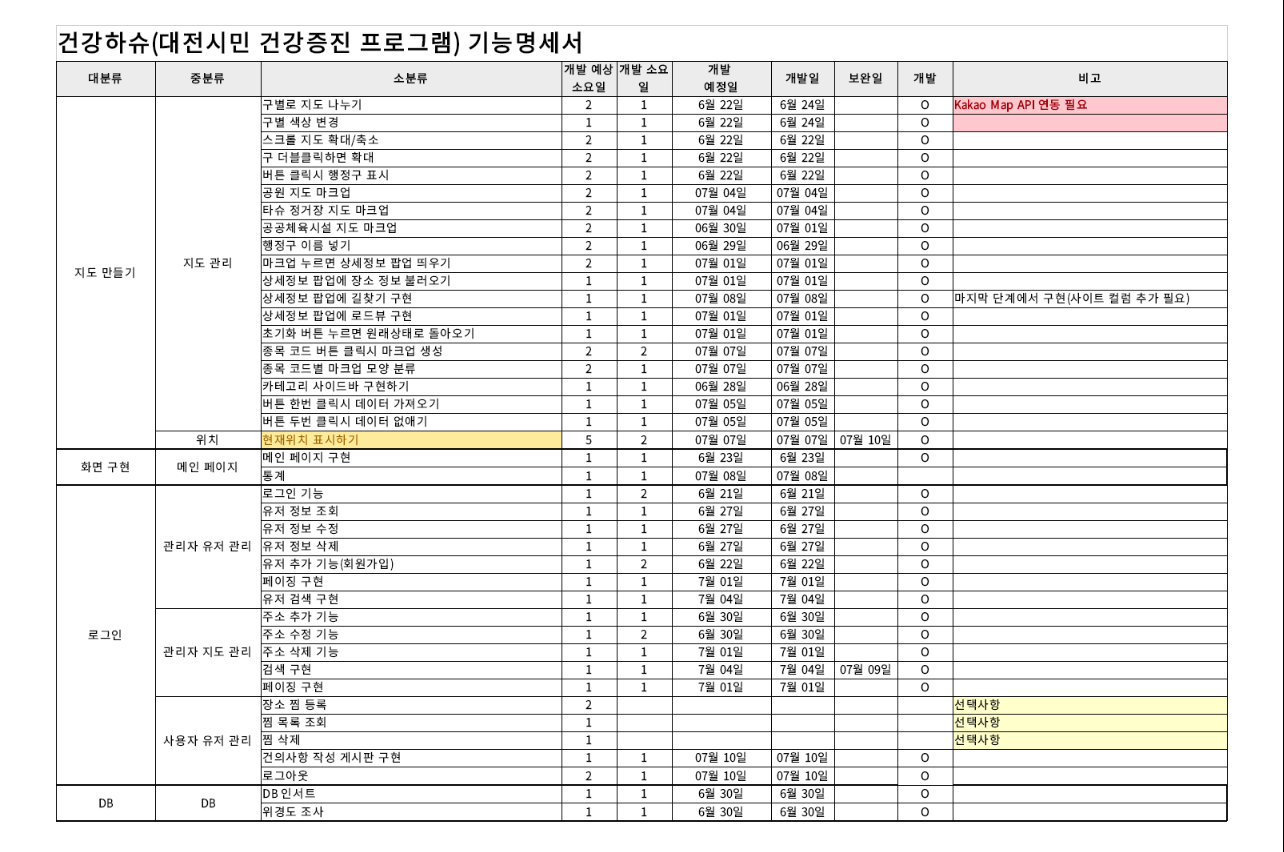 건강하슈(대전시민 건강증진 프로그램) 기능명세서
대분류 중분류 소분류 개발 예상 소요일 개발 소요일 개발 예정일 개발일 보완일 개발 비고
지도 만들기 지도 관리 구별로 지도 나누기 2 1 6월 22일 6월 24일 O Kakao Map API 연동 필요
구별 색상 변경 1 1 6월 22일 6월 24일 O
스크롤 지도 확대/축소 2 1 6월 22일 6월 22일 O
구 더블클릭하면 확대 2 1 6월 22일 6월 22일 O
버튼 클릭시 행정구 표시 2 1 6월 22일 6월 22일 O
공원 지도 마크업 2 1 07월 04일 07월 04일 O
타슈 정거장 지도 마크업 2 1 07월 04일 07월 04일 O
공공체육시설 지도 마크업 2 1 06월 30일 07월 01일 O
행정구 이름 넣기 2 1 06월 29일 06월 29일 O
마크업 누르면 상세정보 팝업 띄우기 2 1 07월 01일 07월 01일 O
상세정보 팝업에 장소 정보 불러오기 1 1 07월 01일 07월 01일 O
상세정보 팝업에 길찾기 구현 1 1 07월 08일 07월 08일 O 마지막 단계에서 구현(사이트 컬럼 추가 필요)
상세정보 팝업에 로드뷰 구현 1 1 07월 01일 07월 01일 O
초기화 버튼 누르면 원래상태로 돌아오기 1 1 07월 01일 07월 01일 O
종목 코드 버튼 클릭시 마크업 생성 2 2 07월 07일 07월 07일 O
종목 코드별 마크업 모양 분류 2 1 07월 07일 07월 07일 O
카테고리 사이드바 구현하기 1 1 06월 28일 06월 28일 O
버튼 한번 클릭시 데이터 가져오기 1 1 07월 05일 07월 05일 O
버튼 두번 클릭시 데이터 없애기 1 1 07월 05일 07월 05일 O
위치 현재위치 표시하기 5 2 07월 07일 07월 07일 07월 10일 O
화면 구현 메인 페이지 메인 페이지 구현 1 1 6월 23일 6월 23일 O
통계 1 1 07월 08일 07월 08일
로그인 관리자 유저 관리 로그인 기능 1 2 6월 21일 6월 21일 O
유저 정보 조회 1 1 6월 27일 6월 27일 O
유저 정보 수정 1 1 6월 27일 6월 27일 O
유저 정보 삭제 1 1 6월 27일 6월 27일 O
유저 추가 기능(회원가입) 1 2 6월 22일 6월 22일 O
페이징 구현 1 1 7월 01일 7월 01일 O
유저 검색 구현 1 1 7월 04일 7월 04일 O
관리자 지도 관리 주소 추가 기능 1 1 6월 30일 6월 30일 O
주소 수정 기능 1 2 6월 30일 6월 30일 O
주소 삭제 기능 1 1 7월 01일 7월 01일 O
검색 구현 1 1 7월 04일 7월 04일 07월 09일 O
페이징 구현 1 1 7월 01일 7월 01일 O
사용자 유저 관리 장소 찜 등록 2 선택사항
찜 목록 조회 1 선택사항
찜 삭제 1 선택사항
건의사항 작성 게시판 구현 1 1 07월 10일 07월 10일 O
로그아웃 2 1 07월 10일 07월 10일 O
DB DB DB 인서트 1 1 6월 30일 6월 30일 O
위경도 조사 1 1 6월 30일 6월 30일 O